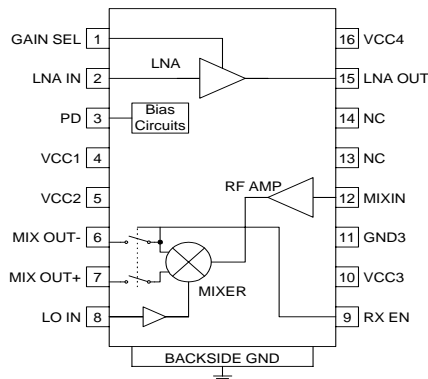 GAIN SEL 1
LNA IN 2
PD 3
VCC1 4
VCC2 5
MIX OUT- 6
MIX OUT+ 7
LO IN 8
LNA
Bias
Circuits
RF AMP
MIXER
16 VCC4
15 LNA OUT
14 NC
13 NC
12 MIXIN
11 GND3
10 VCC3
9 RX EN
BACKSIDE GND